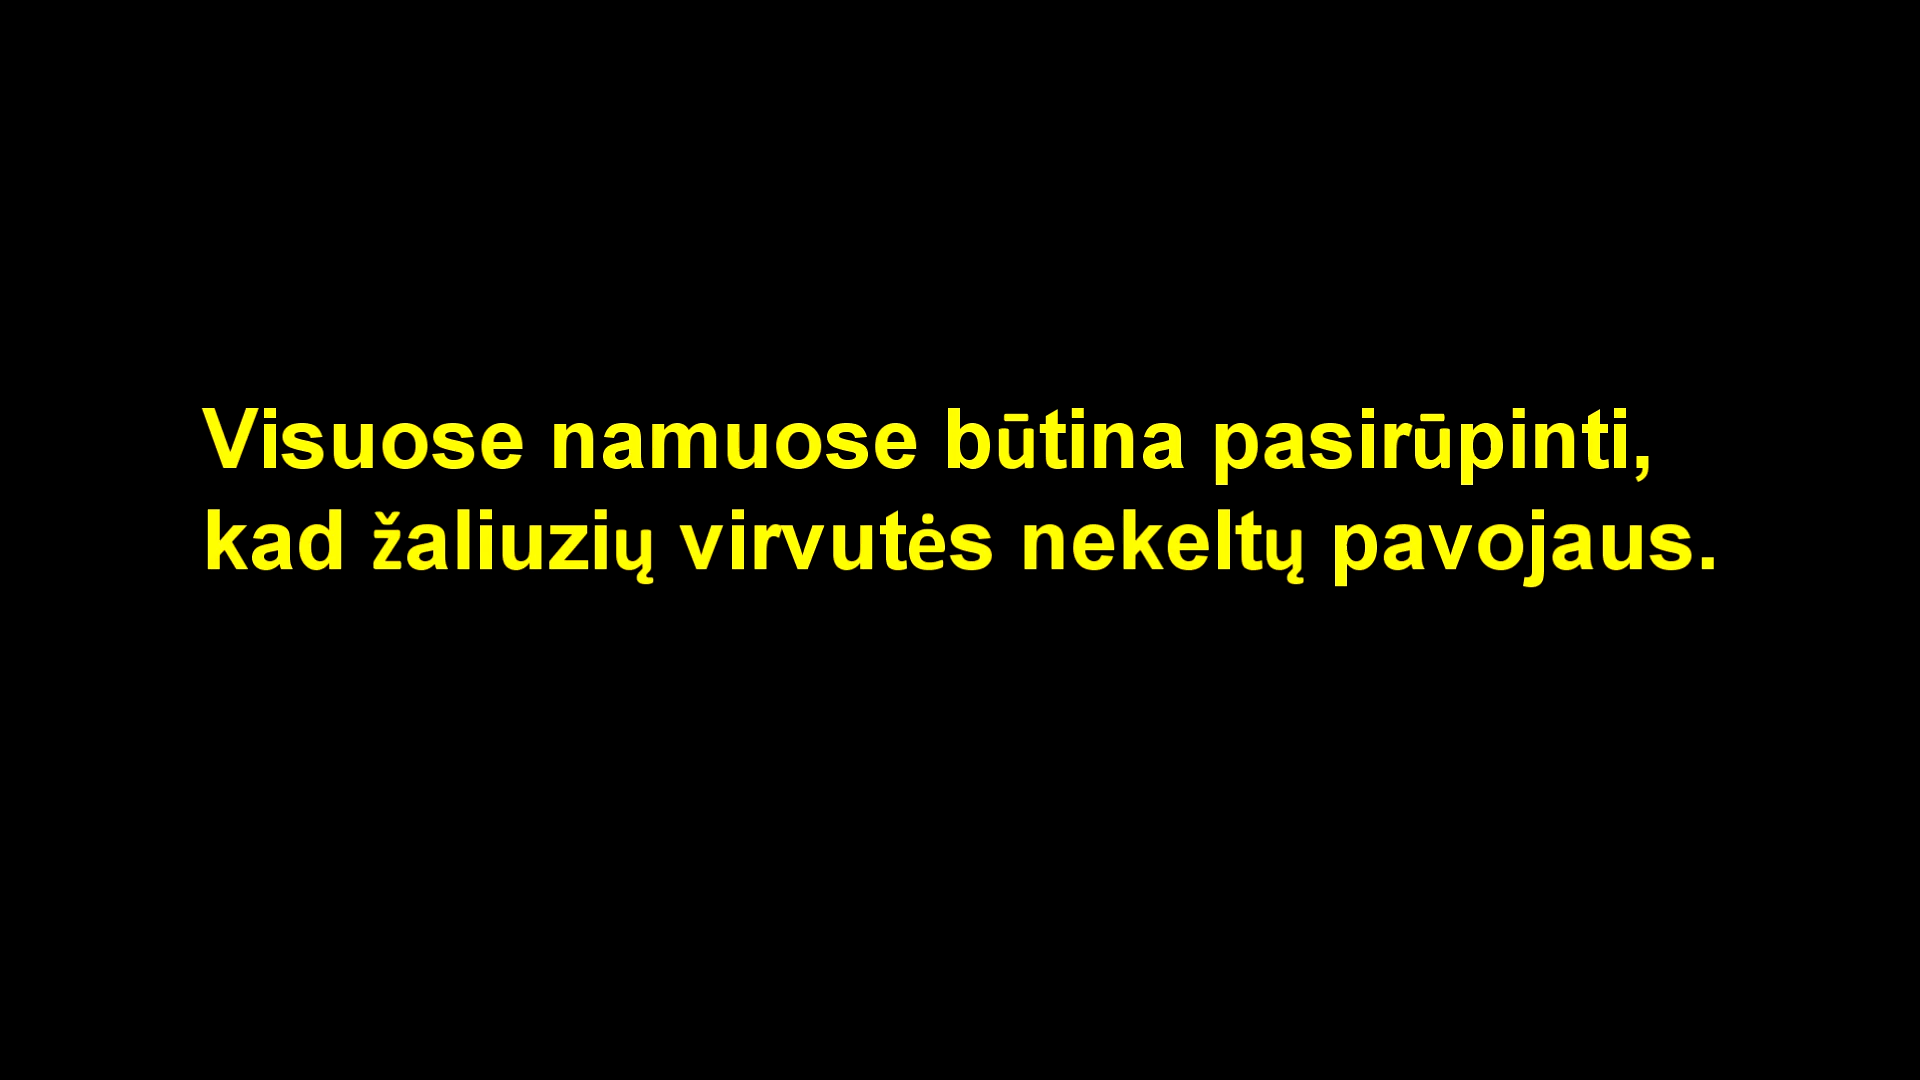 Visuose namuose būtina pasirūpinti,
kad žaliuzių virvutės nekeltų pavojaus.